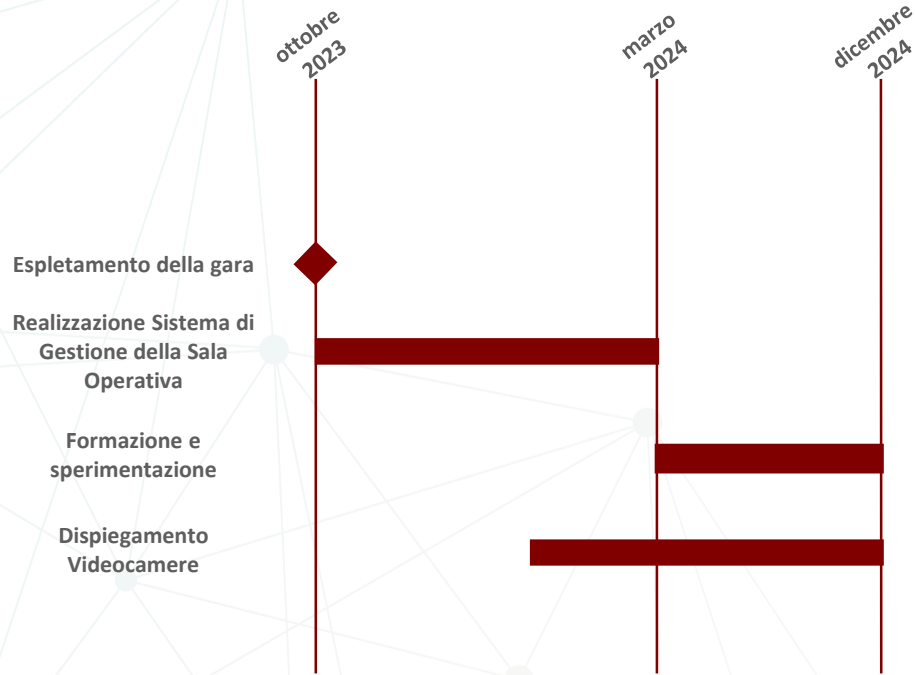 ottobre
2023
marzo
2024
dicembre
2024
Espletamento della gara
Realizzazione Sistema di
Gestione della Sala
Operativa
Formazione e
sperimentazione
Dispiegamento
Videocamere